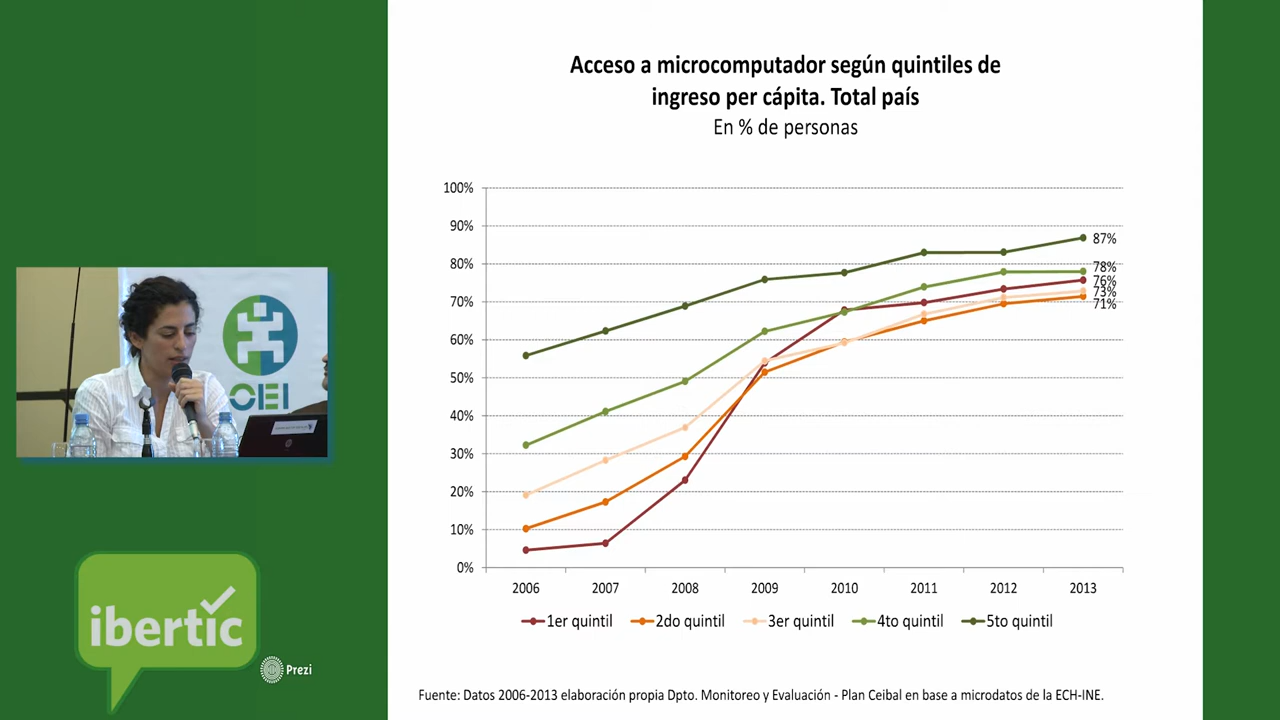 Acceso a microcomputador según quintiles de
ingreso per cápita. Total país
En % de personas
100%
90%
80%
70%
60%
50%
40%
30%
20%
10%
0%
87%
78%
76%
73%
71%
2006 2007 2008 2009 2010 2011 2012 2013
1er quintil 2do quintil 3er quintil 4to quintil 5to quintil
Fuente: Datos 2006-2013 elaboración propia Dpto. Monitoreo y Evaluación - Plan Ceibal en base a microdatos de la ECH-INE.
OEI
ibertic
Prezi